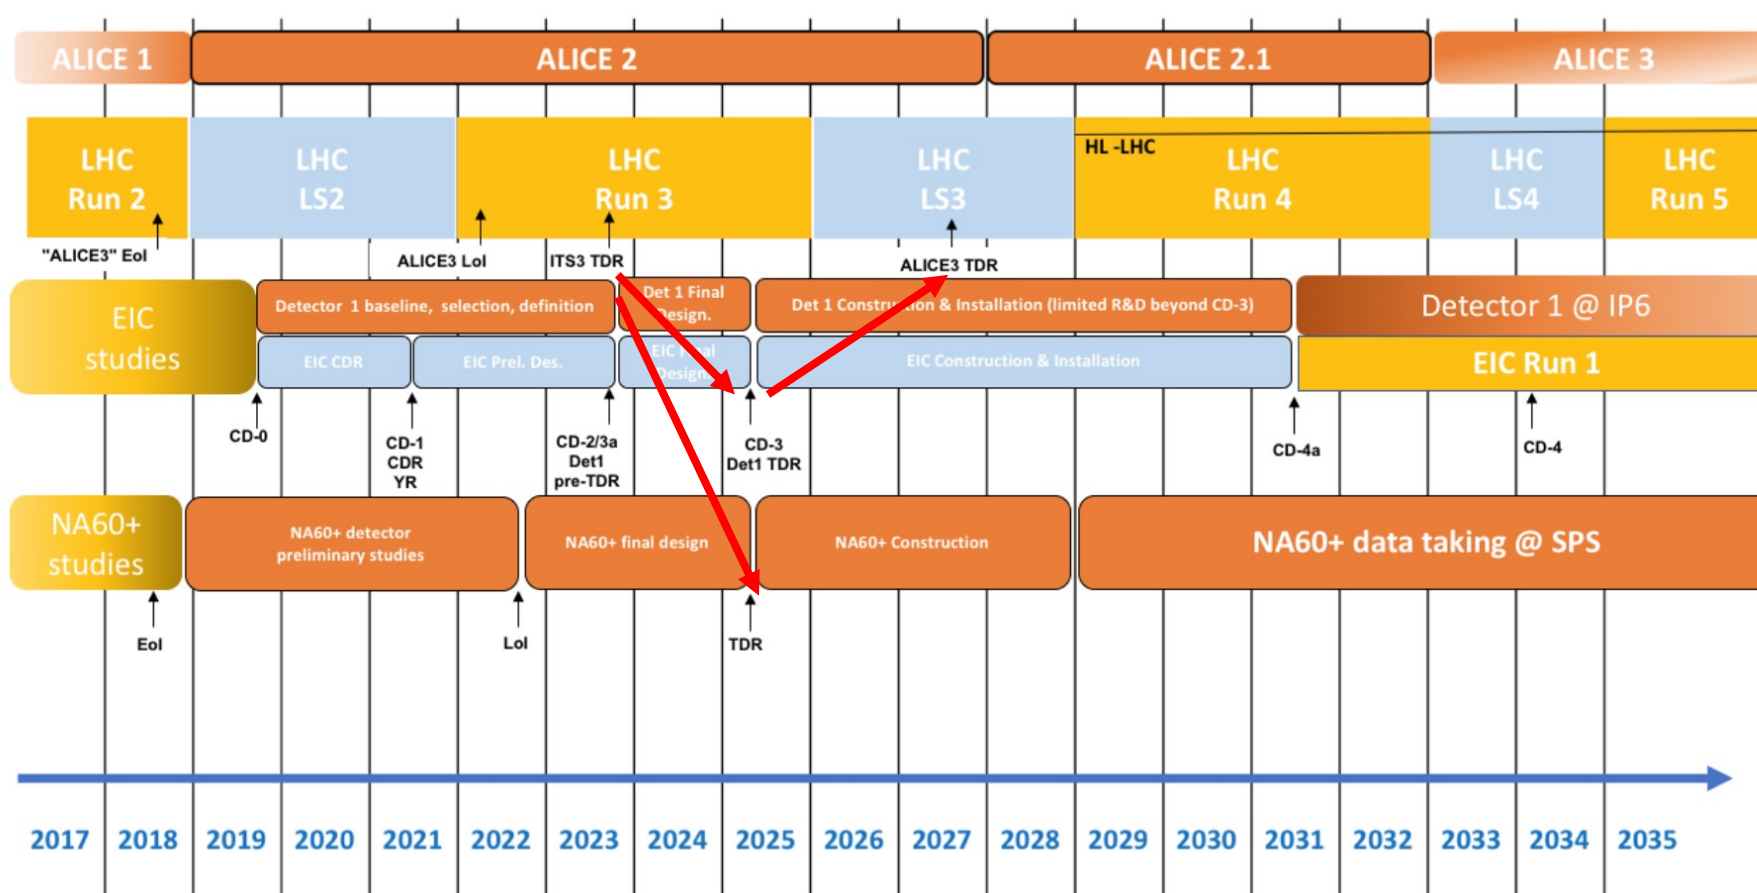 ALICE 1
ALICE 2
ALICE 2.1
ALICE 3
LHC
Run 2
LHC
LS2
LHC
Run 3
LHC
LS3
HL -LHC
LHC
Run 4
LHC
LS4
LHC
Run 5
"ALICE3" EoI
ALICE3 LoI
ITS3 TDR
ALICE3 TDR
EIC
studies
Detector 1 baseline, selection, definition
Det 1 Final
Design.
Det 1 Construction & Installation (limited R&D beyond CD-3)
Detector 1 @ IP6
EIC CDR
EIC Prel. Des.
EIC Final
Design.
EIC Construction & Installation
EIC Run 1
CD-0
CD-1
CDR
YR
CD-2/3a
Det1
pre-TDR
CD-3
Det1 TDR
CD-4a
CD-4
NA60+
studies
NA60+ detector
preliminary studies
NA60+ final design
NA60+ Construction
NA60+ data taking @ SPS
EoI
LoI
TDR
2017
2018
2019
2020
2021
2022
2023
2024
2025
2026
2027
2028
2029
2030
2031
2032
2033
2034
2035